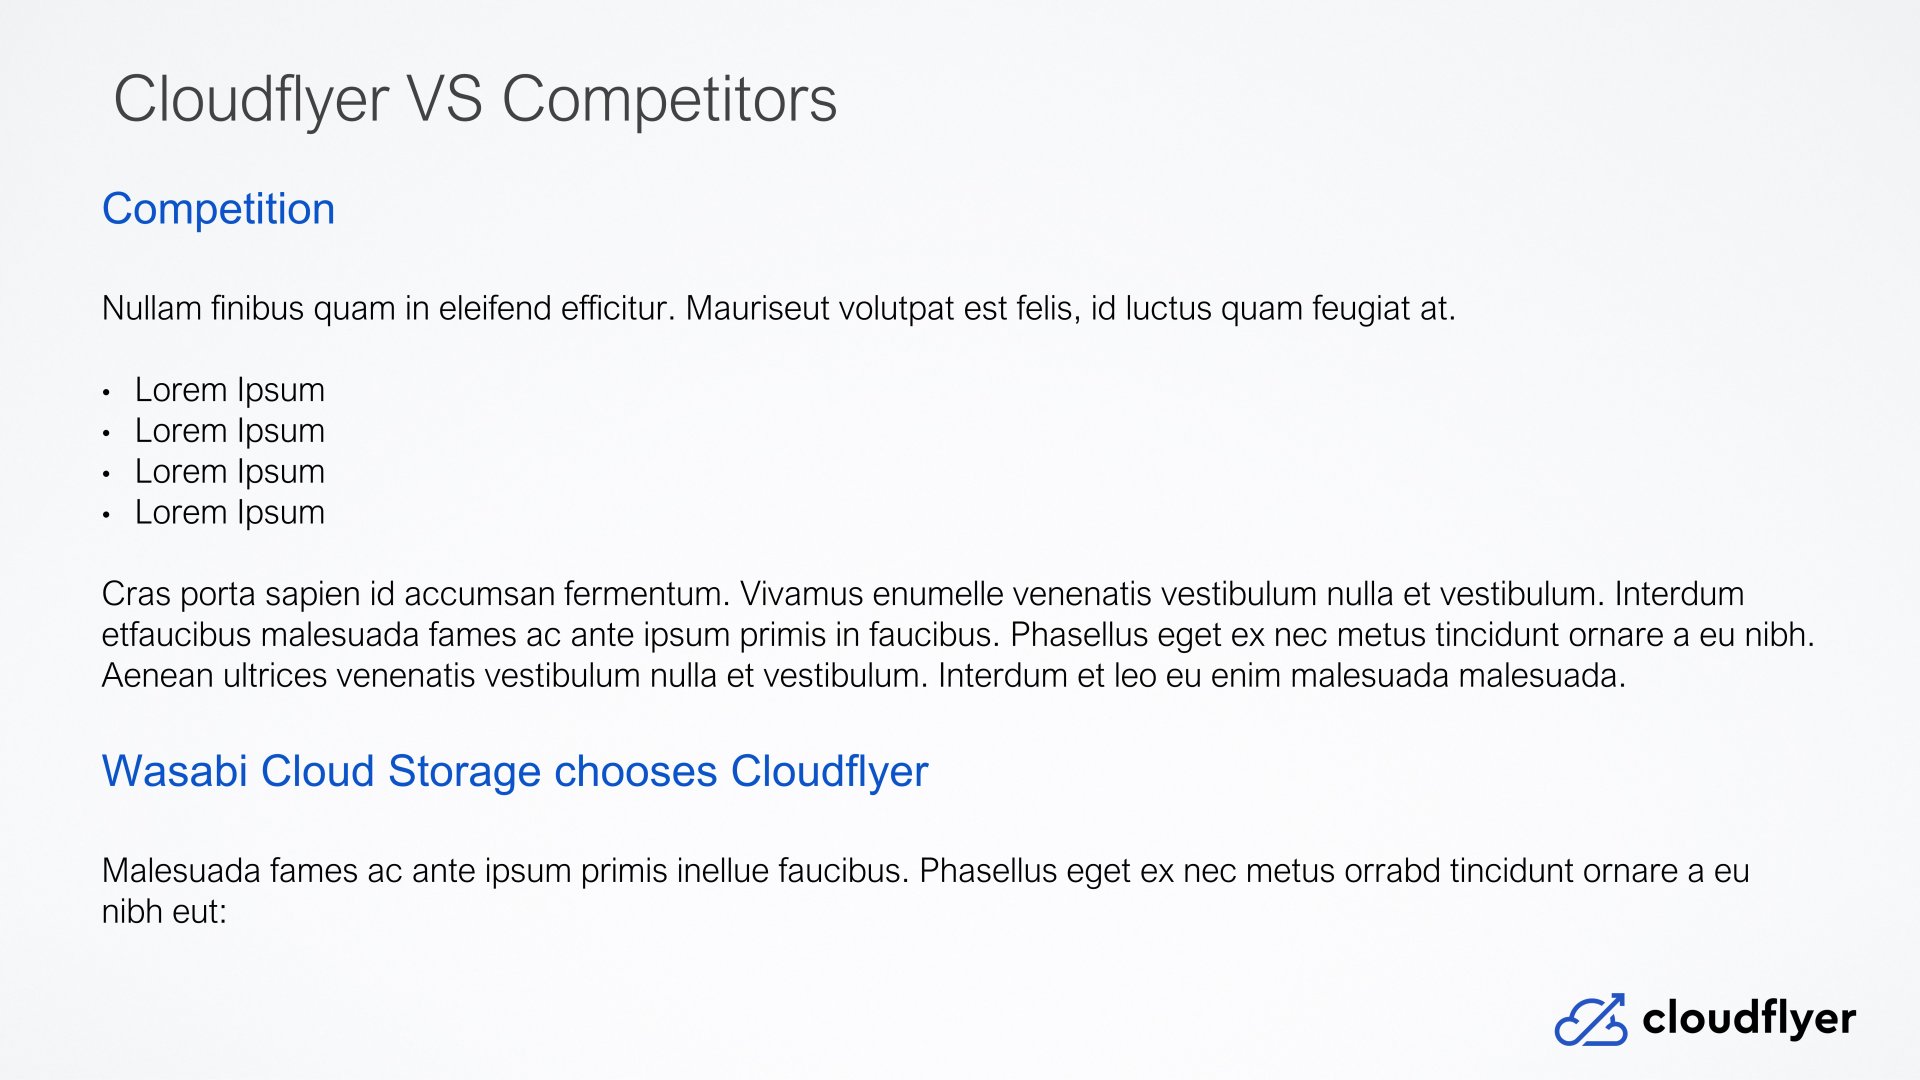 Cloudflyer VS Competitors
Competition
Nullam finibus quam in eleifend efficitur. Mauriseut volutpat est felis, id luctus quam feugiat at.
• Lorem Ipsum
• Lorem Ipsum
• Lorem Ipsum
• Lorem Ipsum
Cras porta sapien id accumsan fermentum. Vivamus enumelle venenatis vestibulum nulla et vestibulum. Interdum
etfaucibus malesuada fames ac ante ipsum primis in faucibus. Phasellus eget ex nec metus tincidunt ornare a eu nibh.
Aenean ultrices venenatis vestibulum nulla et vestibulum. Interdum et leo eu enim malesuada malesuada.
Wasabi Cloud Storage chooses Cloudflyer
Malesuada fames ac ante ipsum primis inellue faucibus. Phasellus eget ex nec metus orrabd tincidunt ornare a eu
nibh eut:
cloudflyer